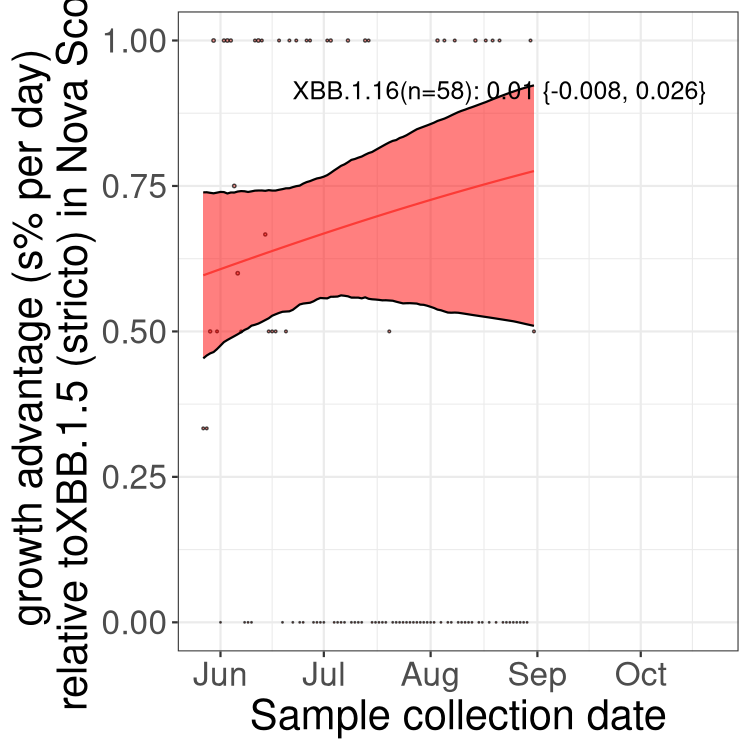 growth advantage (s% per day)
relative toXBB.1.5 (stricto) in Nova Sco
1.00
0.75
0.50
0.25
0.00
XBB.1.16(n=58): 0.01 {-0.008, 0.026}
Jun Jul Aug Sep Oct
Sample collection date